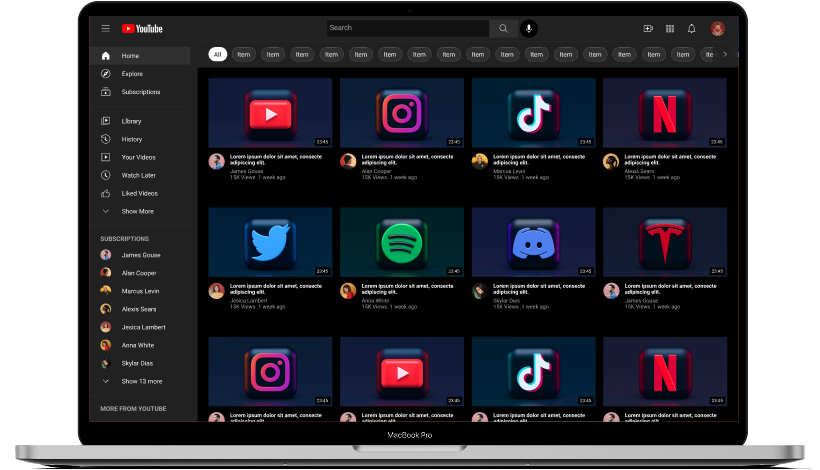 YouTube
Search
Home
Explore
Subscriptions
Library
History
Your Videos
Watch Later
Liked Videos
Show More
SUBSCRIPTIONS
James Gouse
Alan Cooper
Marcus Levin
Alexis Sears
Jesica Lambert
Anna White
Skylar Dias
Show 13 more
MORE FROM YOUTUBE
All Item Item Item Item Item Item Item Item Item Item Item Item Item Item Item Item Ite
23:45 23:45 23:45 23:45
Lorem ipsum dolor sit amet, consecte
adipiscing elit.
James Gouse
15K Views .1 week ago
Lorem ipsum dolor sit amet, consecte
adipiscing elit.
Alan Cooper
15K Views .1 week ago
Lorem ipsum dolor sit amet, consecte
adipiscing elit.
Marcus Levin
15K Views .1 week ago
Lorem ipsum dolor sit amet, consecte
adipiscing elit.
Alexis Sears
15K Views .1 week ago
23:45 23:45 23:45 23:45
Lorem ipsum dolor sit amet, consecte
adipiscing elit.
Jesica Lambert
15K Views .1 week ago
Lorem ipsum dolor sit amet, consecte
adipiscing elit.
Anna White
15K Views .1 week ago
Lorem ipsum dolor sit amet, consecte
adipiscing elit.
Skylar Dias
15K Views .1 week ago
Lorem ipsum dolor sit amet, consecte
adipiscing elit.
James Gouse
15K Views .1 week ago
23:45 23:45 23:45 23:45
Lorem ipsum dolor sit amet, consecte
Lorem ipsum dolor sit amet, consecte
Lorem ipsum dolor sit amet, consecte
Lorem ipsum dolor sit amet, consecte
MacBook Pro